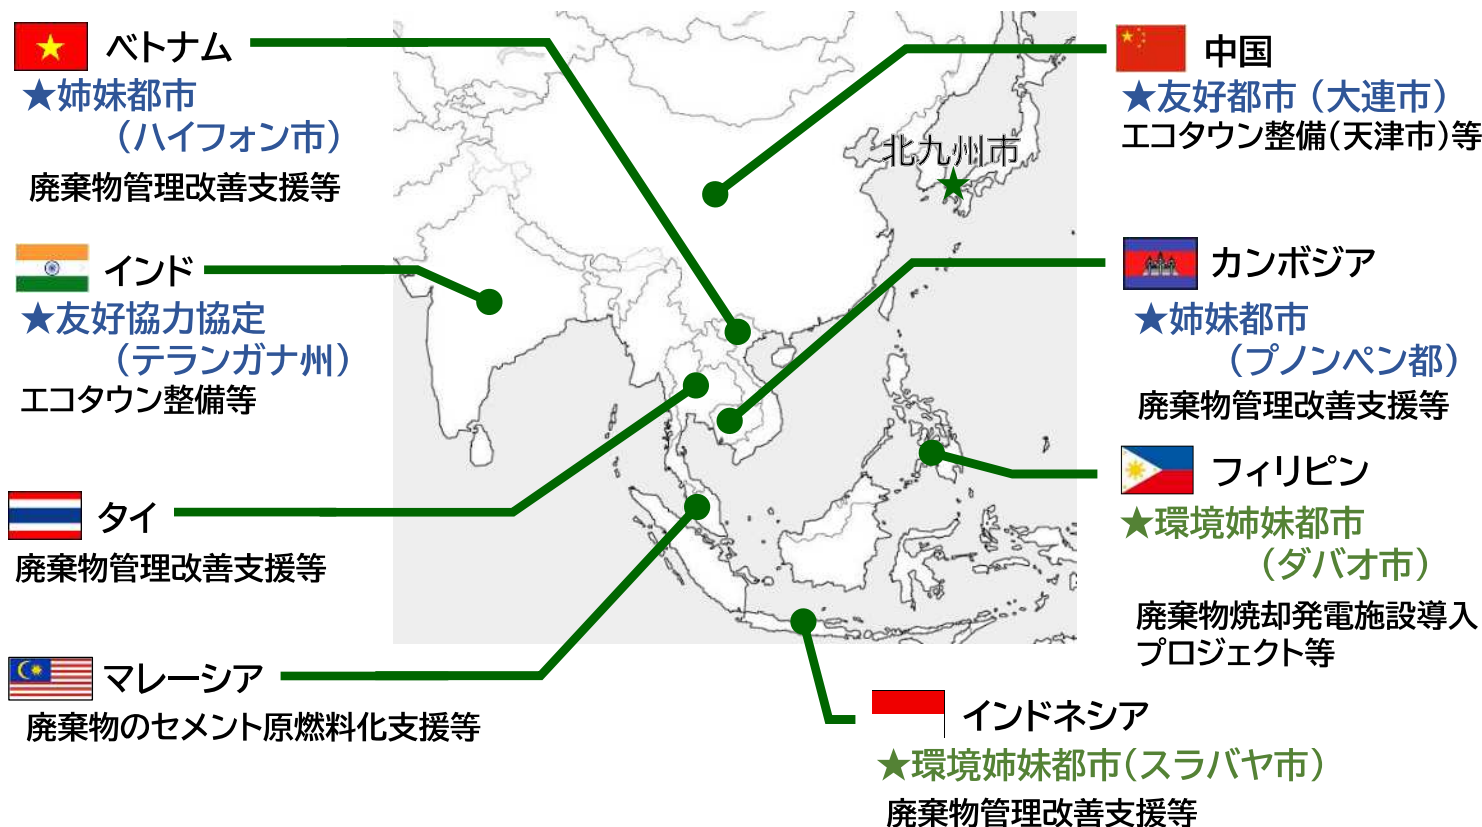 ベトナム
★姉妹都市
（ハイフォン市）
廃棄物管理改善支援等
インド
★友好協力協定
（テランガナ州）
エコタウン整備等
タイ
廃棄物管理改善支援等
マレーシア
廃棄物のセメント原燃料化支援等
北九州市
中国
★友好都市（大連市）
エコタウン整備（天津市）等
カンボジア
★姉妹都市
（プノンペン都）
廃棄物管理改善支援等
フィリピン
★環境姉妹都市
（ダバオ市）
廃棄物焼却発電施設導入
プロジェクト等
インドネシア
★環境姉妹都市（スラバヤ市）
廃棄物管理改善支援等